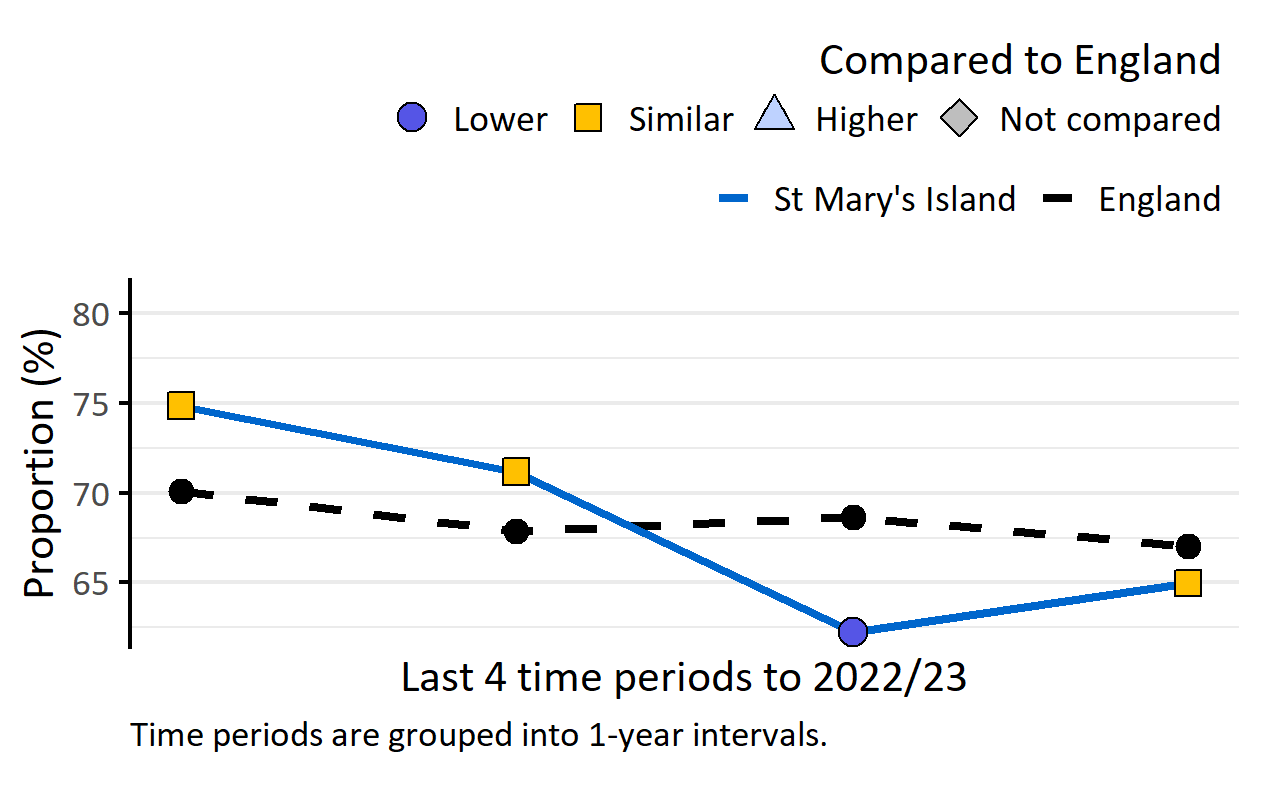 Compared to England
Lower Similar Higher Not compared
St Mary's Island England
80
75
70
65
Proportion (%)
Last 4 time periods to 2022/23
Time periods are grouped into 1-year intervals.